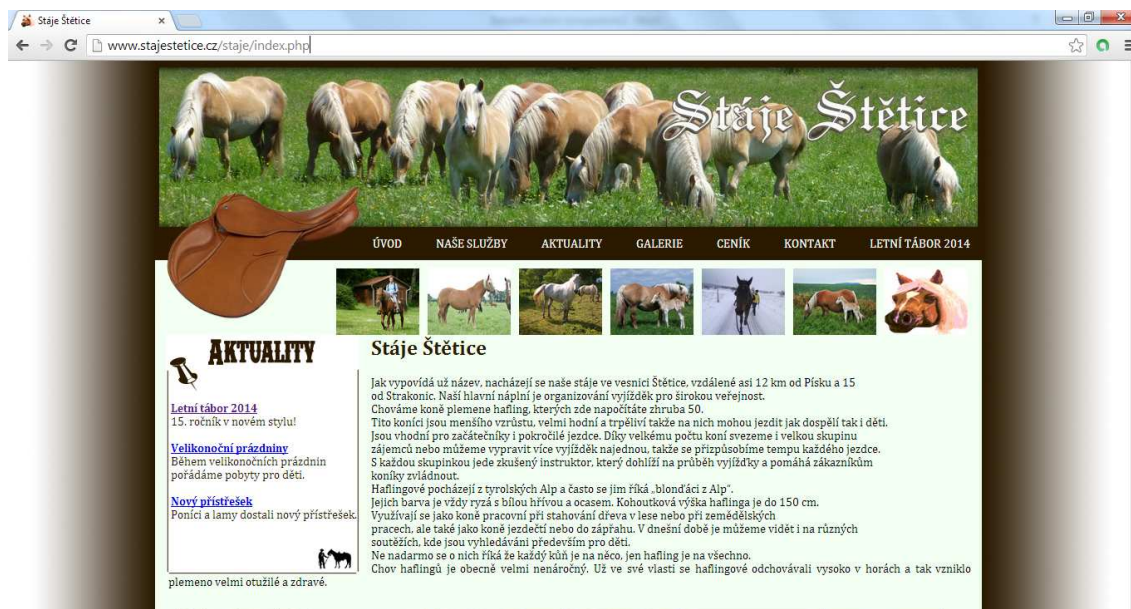 Stáje Štětice
www.stajestetice.cz/staje/index.php
Stáje Štětice
ÚVOD NAŠE SLUŽBY AKTUALITY GALERIE CENÍK KONTAKT LETNÍ TÁBOR 2014
AKTUALITY
Letní tábor 2014
15. ročník v novém stylu!
Velikonoční prázdniny
Během velikonočních prázdnin
pořádáme pobyty pro děti.
Nový přístřešek
Poníci a lamy dostali nový přístřešek.
Stáje Štětice
Jak vypovídá už název, nacházejí se naše stáje ve vesnici Štětice, vzdálené asi 12 km od Písku a 15
od Strakonic. Naší hlavní náplní je organizování vyjížděk pro širokou veřejnost.
Chováme koně plemene hafling, kterých zde napočítáte zhruba 50.
Tito koníci jsou menšího vzrůstu, velmi hodní a trpěliví takže na nich mohou jezdit jak dospělí tak i děti.
Jsou vhodní pro začátečníky i pokročilé jezdce. Díky velkému počtu koní svezeme i velkou skupinu
zájemců nebo můžeme vypravit více vyjížděk najednou, takže se přizpůsobíme tempu každého jezdce.
S každou skupinkou jede zkušený instruktor, který dohlíží na průběh vyjížďky a pomáhá zákazníkům
koníky zvládnout.
Haflingové pocházejí z tyrolských Alp a často se jim říká „blonďáci z Alp“.
Jejich barva je vždy ryzá s bílou hřívou a ocasem. Kohoutková výška haflinga je do 150 cm.
Využívají se jako koně pracovní při stahování dřeva v lese nebo při zemědělských
pracech, ale také jako koně jezdečtí nebo do zápřahu. V dnešní době je můžeme vidět i na různých
soutěžích, kde jsou vyhledáváni především pro děti.
Ne nadarmo se o nich říká že každý kůň je na něco, jen hafling je na všechno.
Chov haflingů je obecně velmi nenáročný. Už ve své vlasti se haflingové odchovávali vysoko v horách a tak vzniklo
plemeno velmi otužilé a zdravé.